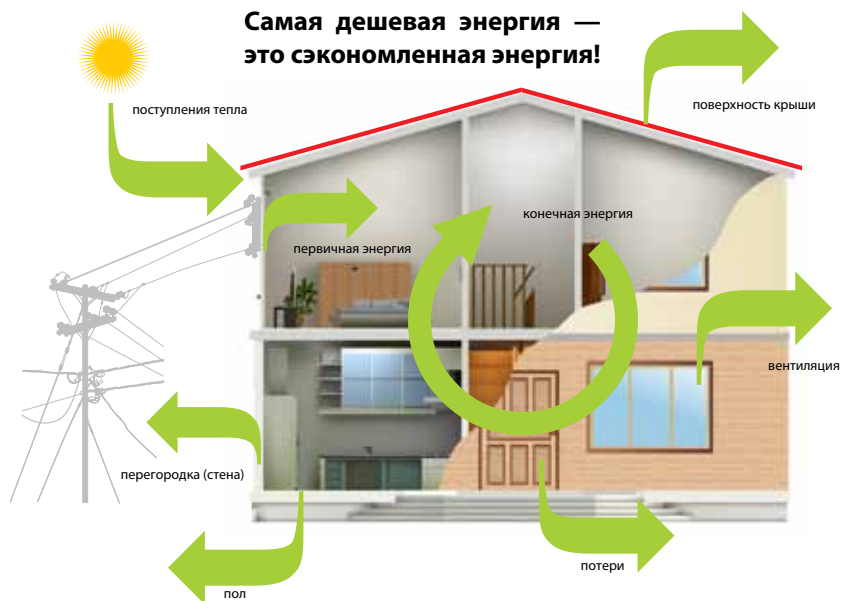 Самая дешевая энергия —
это сэкономленная энергия!
поступления тепла
поверхность крыши
конечная энергия
первичная энергия
вентиляция
перегородка (стена)
потери
пол